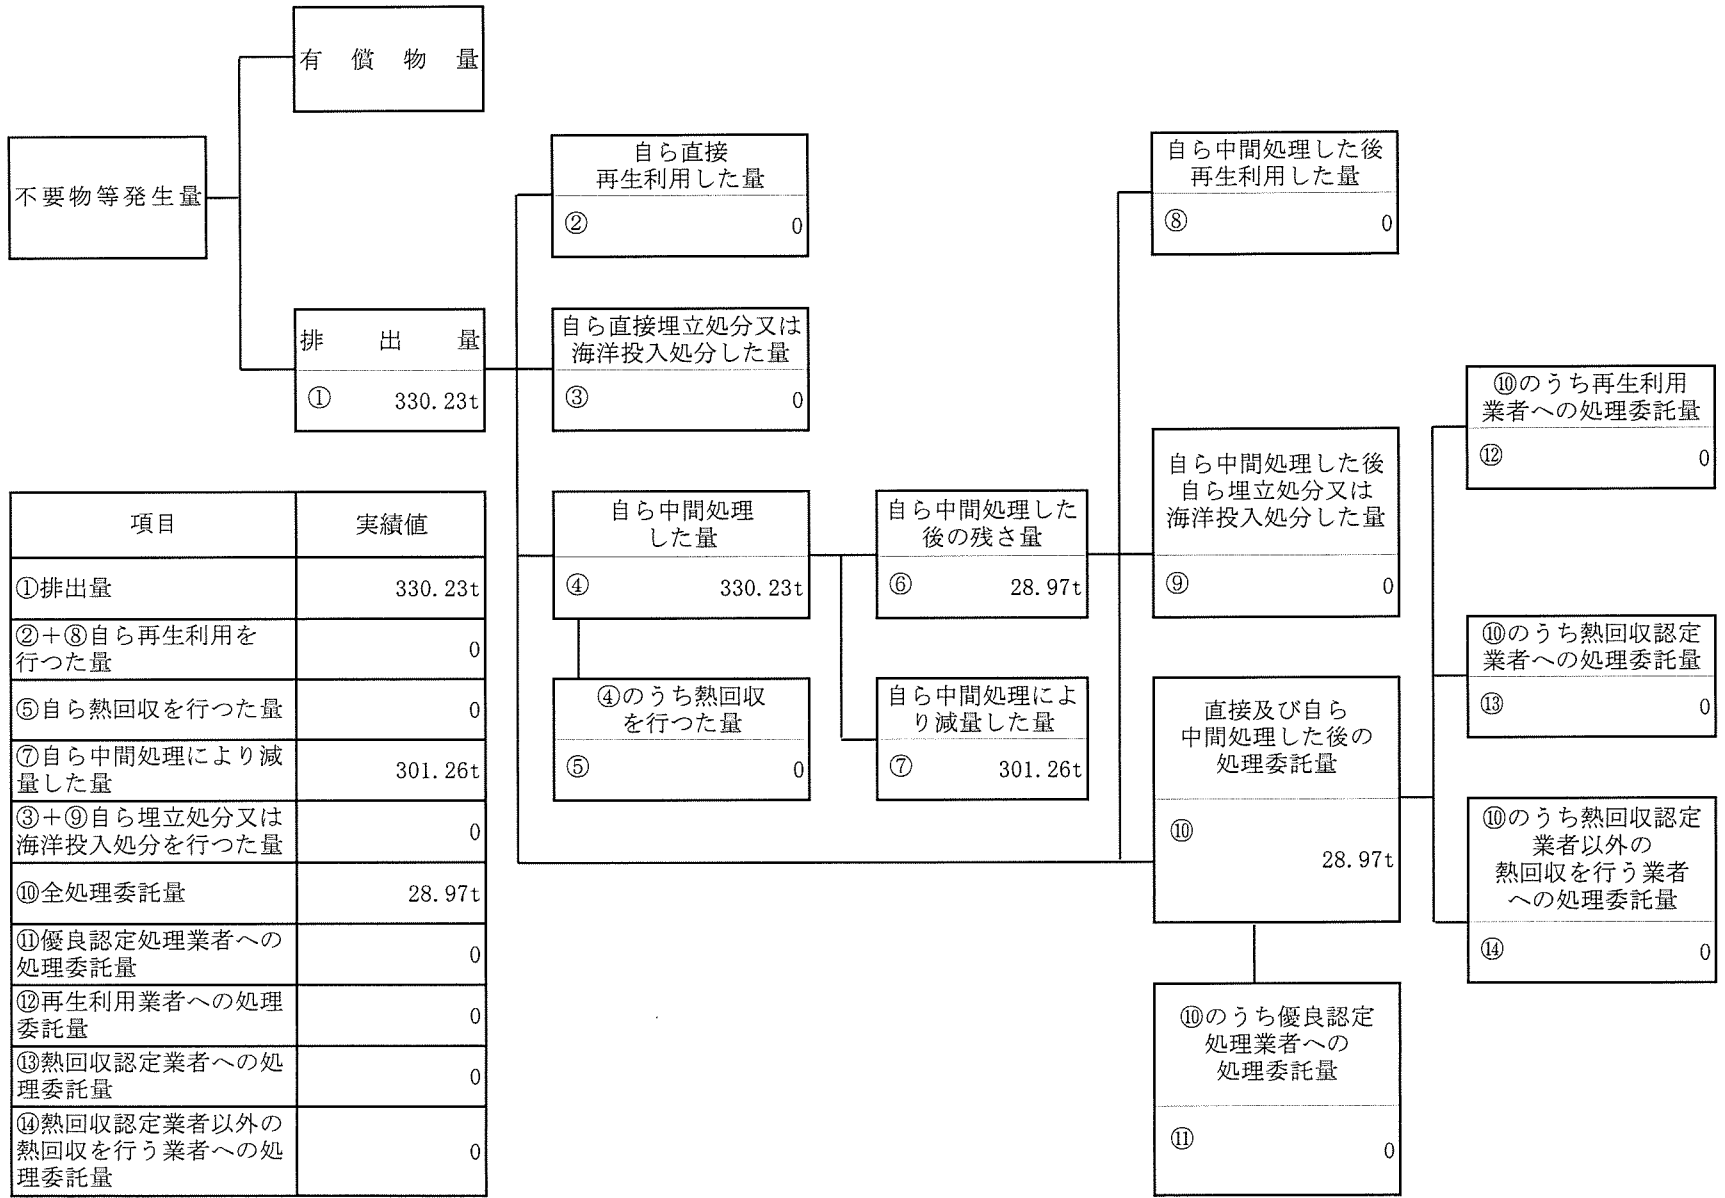 有償物量
不要物等発生量
排出量
① 330.23t
自ら直接
再生利用した量
② 0
自ら直接埋立処分又は
海洋投入処分した量
③ 0
自ら中間処理
した量
④ 330.23t
④のうち熱回収
を行つた量
⑤ 0
自ら中間処理した
後の残さ量
⑥ 28.97t
自ら中間処理によ
り減量した量
⑦ 301.26t
自ら中間処理した後
再生利用した量
⑧ 0
自ら中間処理した後
自ら埋立処分又は
海洋投入処分した量
⑨ 0
直接及び自ら
中間処理した後の
処理委託量
⑩
28.97t
⑩のうち優良認定
処理業者への
処理委託量
⑪ 0
⑩のうち再生利用
業者への処理委託量
⑫ 0
⑩のうち熱回収認定
業者への処理委託量
⑬ 0
⑩のうち熱回収認定
業者以外の
熱回収を行う業者
への処理委託量
⑭ 0
項目 実績値
①排出量 330.23t
②+⑧自ら再生利用を
行つた量 0
⑤自ら熱回収を行つた量 0
⑦自ら中間処理により減
量した量 301.26t
③+⑨自ら埋立処分又は
海洋投入処分を行つた量 0
⑩全処理委託量 28.97t
⑪優良認定処理業者への
処理委託量 0
⑫再生利用業者への処理
委託量 0
⑬熱回収認定業者への処
理委託量 0
⑭熱回収認定業者以外の
熱回収を行う業者への処
理委託量 0